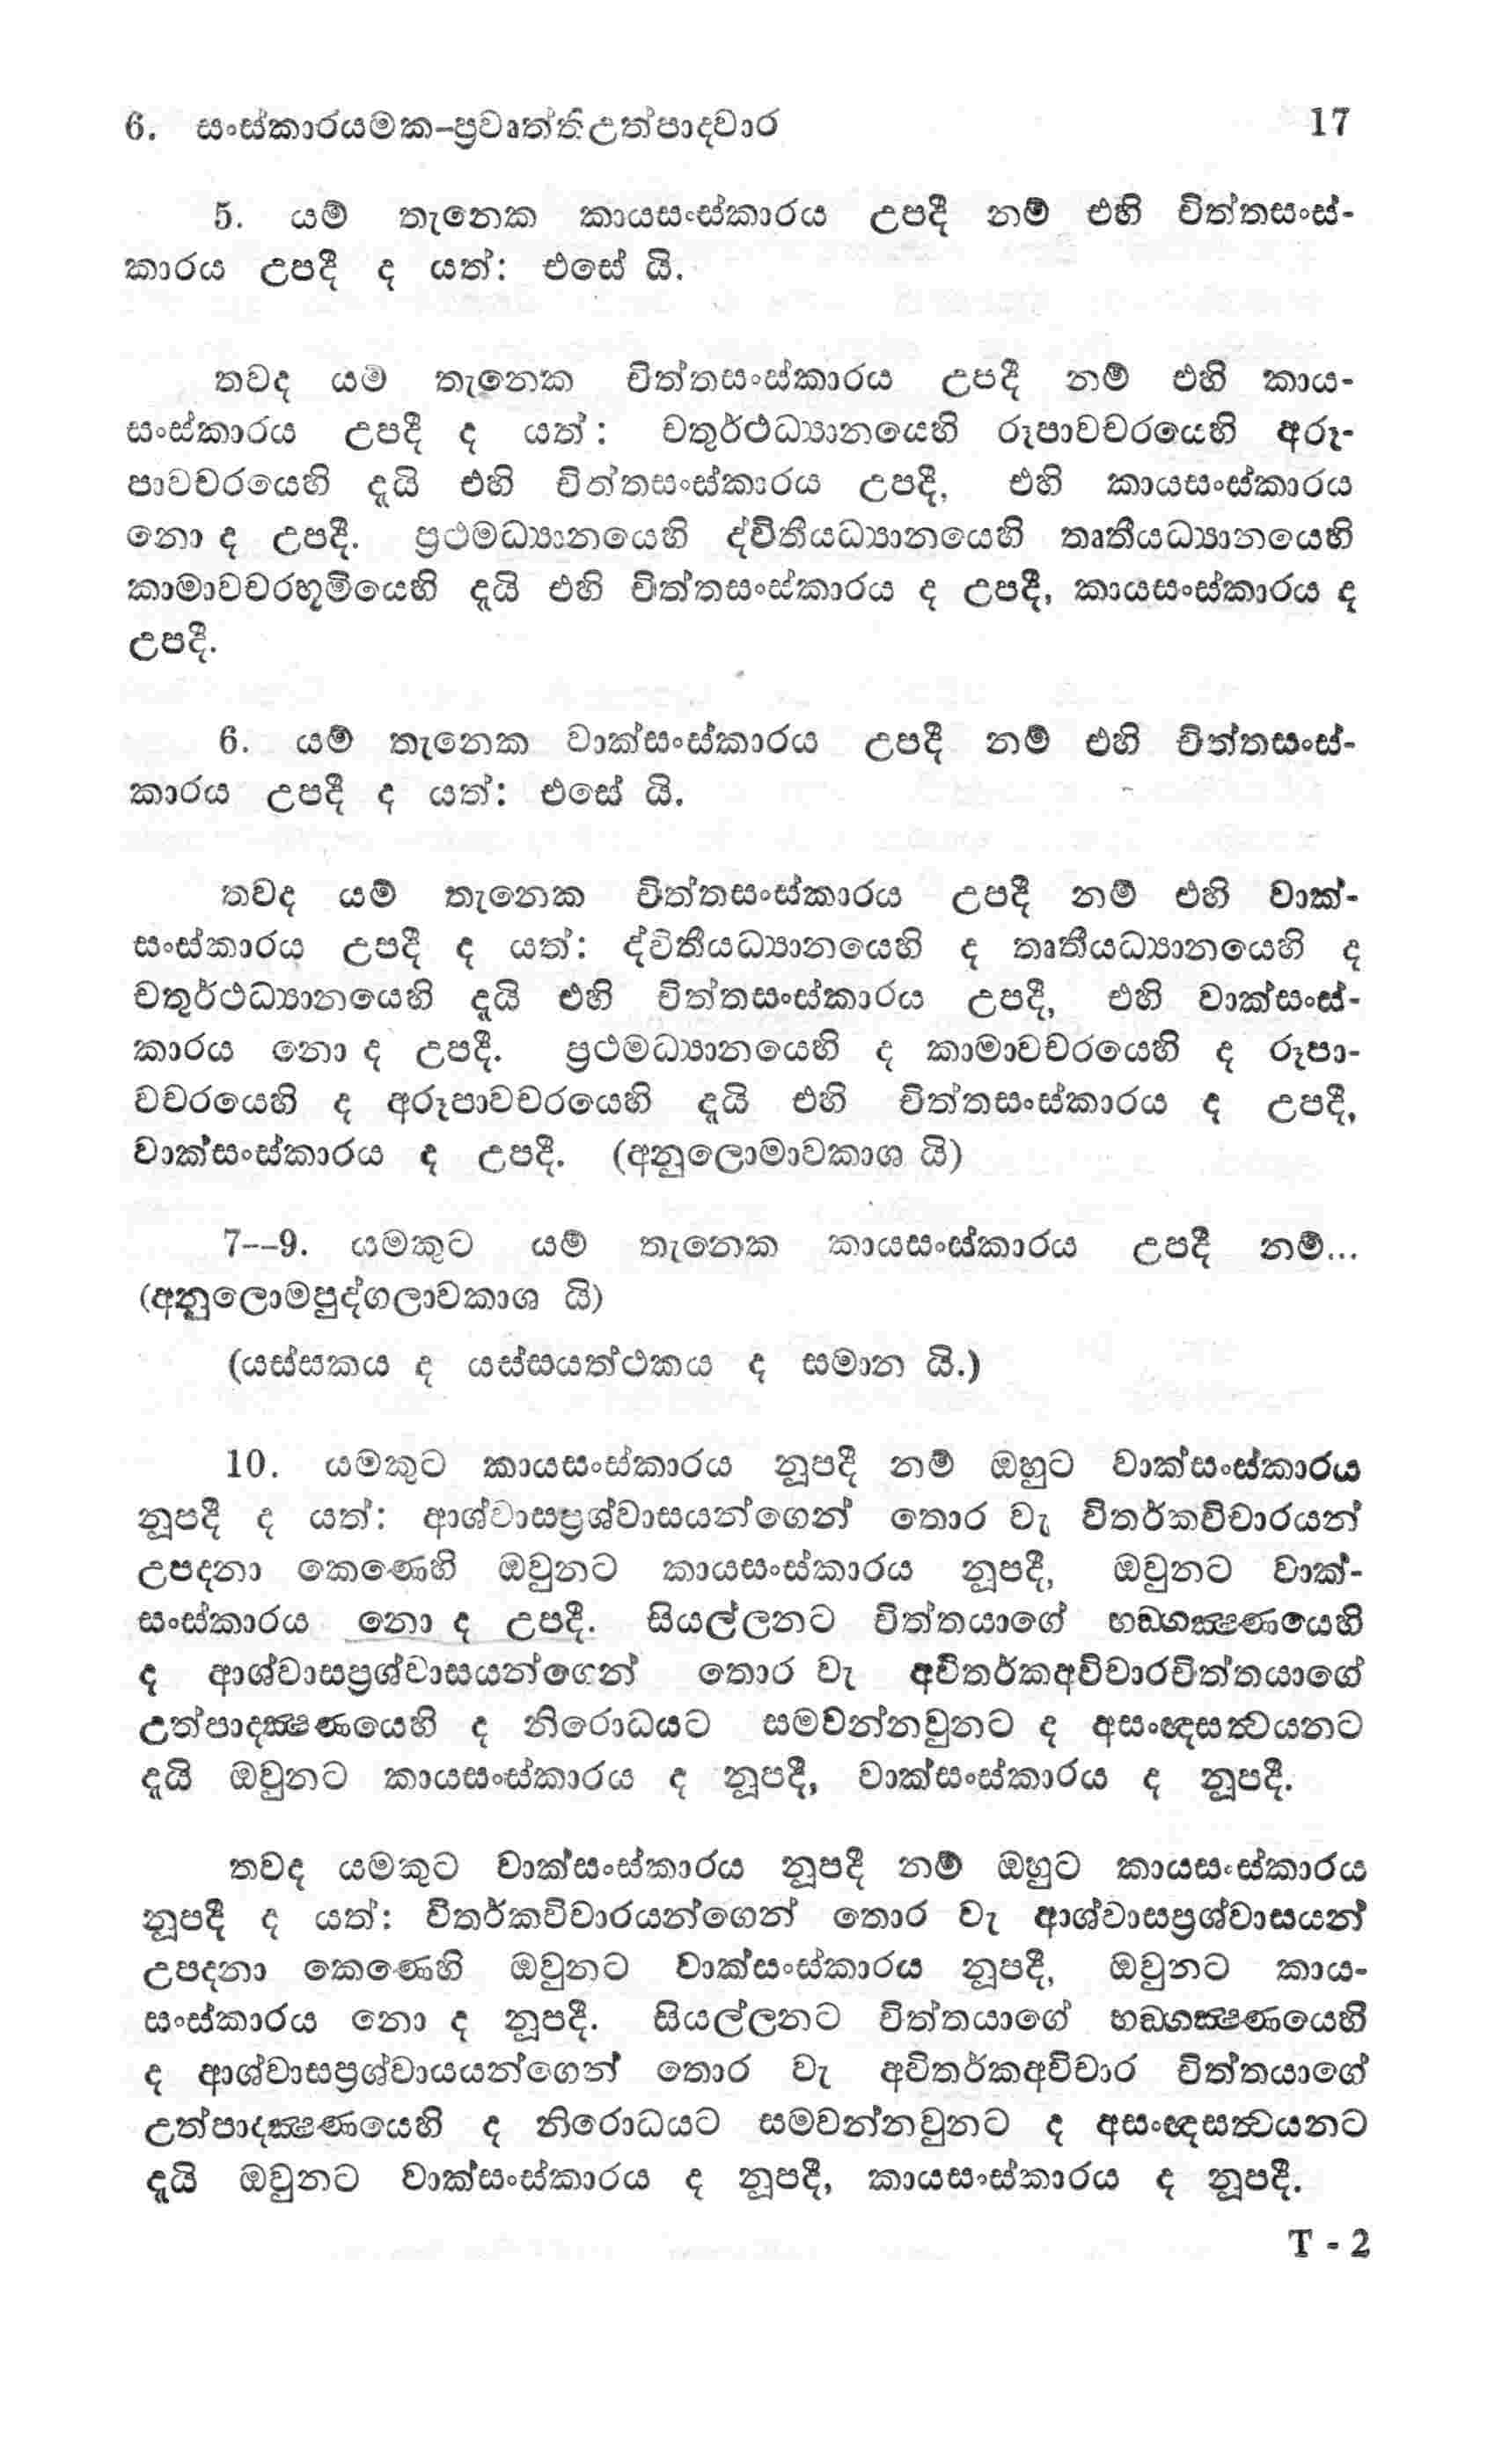 6. සංස්කාරයමක-ප්‍රවෘත්තිඋත්පාදවාර 17
5. යම් තැනෙක කායසංස්කාරය උපදී නම් එහි චිත්තසංස්-
කාරය උපදී ද යත්: එසේ යි.
තවද යම් තැනෙක චිත්තසංස්කාරය උපදී නම් එහි කාය-
සංස්කාරය උපදී ද යත්: චතුර්ථධ්‍යානයෙහි රූපාවචරයෙහි අරූ-
පාවචරයෙහි දැයි එහි චිත්තසංස්කාරය උපදී, එහි කායසංස්කාරය
නො ද උපදී. ප්‍රථමධ්‍යානයෙහි ද්විතීයධ්‍යානයෙහි තෘතීයධ්‍යානයෙහි
කාමාවචරභූමියෙහි දැයි එහි චිත්තසංස්කාරය ද උපදී, කායසංස්කාරය ද
උපදී.
6. යම් තැනෙක වාක්සංස්කාරය උපදී නම් එහි චිත්තසංස්-
කාරය උපදී ද යත්: එසේ යි.
තවද යම් තැනෙක චිත්තසංස්කාරය උපදී නම් එහි වාක්-
සංස්කාරය උපදී ද යත්: ද්විතීයධ්‍යානයෙහි ද තෘතීයධ්‍යානයෙහි ද
චතුර්ථධ්‍යානයෙහි දැයි එහි චිත්තසංස්කාරය උපදී, එහි වාක්සංස්-
කාරය නො ද උපදී. ප්‍රථමධ්‍යානයෙහි ද කාමාවචරයෙහි ද රූපා-
වචරයෙහි ද අරූපාවචරයෙහි දැයි එහි චිත්තසංස්කාරය ද උපදී,
වාක්සංස්කාරය ද උපදී. (අනුලොමාවකාශ යි)
7--9. යමකුට යම් තැනෙක කායසංස්කාරය උපදී නම්...
(අනුලොමපුද්ගලාවකාශ යි)
(යස්සකය ද යස්සයත්ථකය ද සමාන යි.)
10. යමකුට කායසංස්කාරය නූපදී නම් ඔහුට වාක්සංස්කාරය
නූපදී ද යත්: ආශ්වාසප්‍රශ්වාසයන්ගෙන් තොර වැ විතර්කවිචාරයන්
උපදනා කෙණෙහි ඔවුනට කායසංස්කාරය නූපදී, ඔවුනට වාක්-
සංස්කාරය නො ද උපදී. සියල්ලනට චිත්තයාගේ භඞ්ගක්‍ෂණයෙහි
ද ආශ්වාසප්‍රශ්වාසයන්ගෙන් තොර වැ අවිතර්කඅවිචාරචිත්තයාගේ
උත්පාදක්‍ෂණයෙහි ද නිරොධයට සමවන්නවුනට ද අසංඥසත්‍වයනට
දැයි ඔවුනට කායසංස්කාරය ද නූපදී, වාක්සංස්කාරය ද නූපදී.
තවද යමකුට වාක්සංස්කාරය නූපදී නම් ඔහුට කායසංස්කාරය
නූපදී ද යත්: විතර්කවිචාරයන්ගෙන් තොර වැ ආශ්වාසප්‍රශ්වාසයන්
උපදනා කෙණෙහි ඔවුනට වාක්සංස්කාරය නූපදී, ඔවුනට කාය-
සංස්කාරය නො ද නූපදී. සියල්ලනට චිත්තයාගේ භඞ්ගක්‍ෂණයෙහි
ද ආශ්වාසප්‍රශ්වායයන්ගෙන් තොර වැ අවිතර්කඅවිචාර චිත්තයාගේ
උත්පාදක්‍ෂණයෙහි ද නිරොධයට සමවන්නවුනට ද අසංඥසත්‍වයනට
දැයි ඔවුනට වාක්සංස්කාරය ද නූපදී, කායසංස්කාරය ද නූපදී.
T - 2